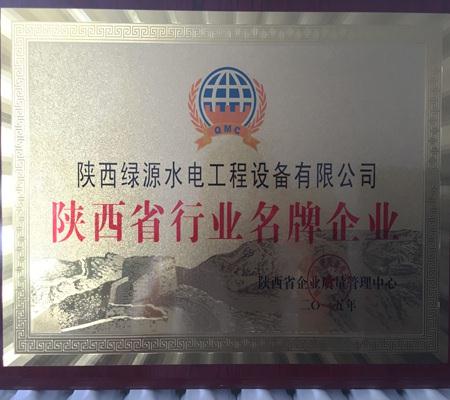 QMC
陕西绿源水电工程设备有限公司
陕西省行业名牌企业
陕西省企业质量管理中心
二〇一五年